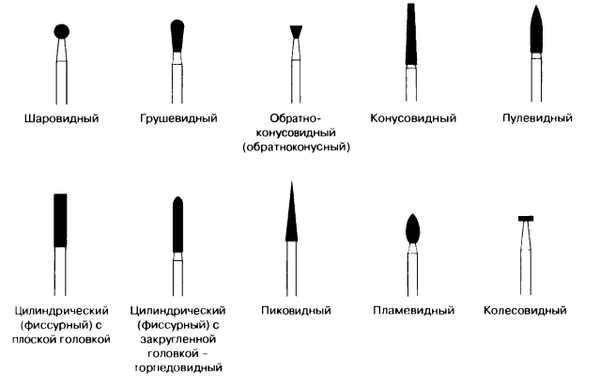 Шаровидный
Грушевидный
Обратно-
конусовидный
(обратноконусный)
Конусовидный
Пулевидный
Цилиндрический
(фиссурный) с
плоской головкой
Цилиндрический
(фиссурный) с
закругленной
головкой –
торпедовидный
Пиковидный
Пламевидный
Колесовидный